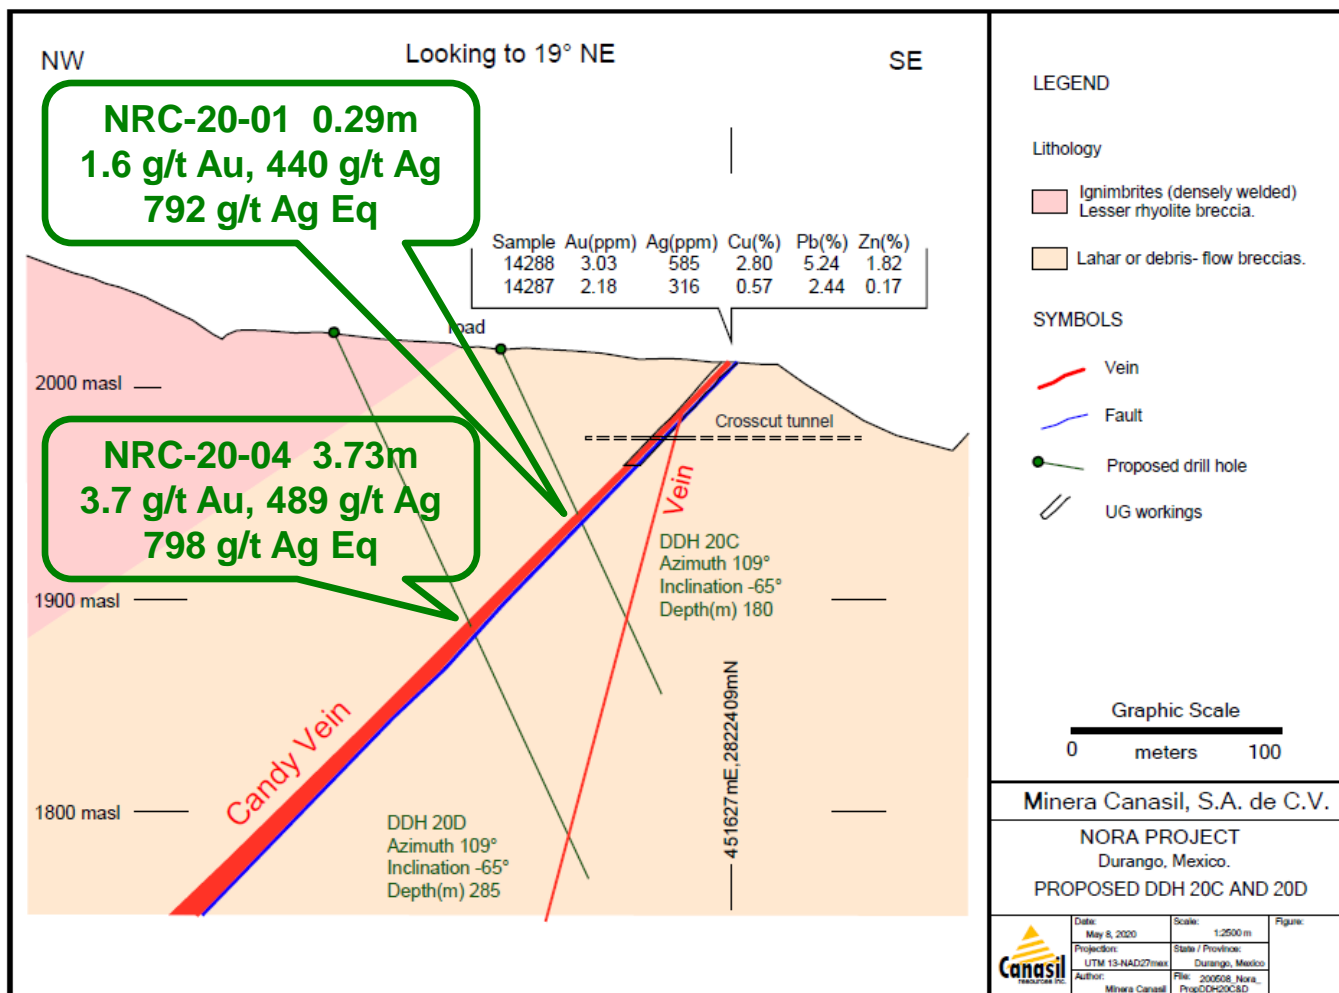 NW
Looking to 19° NE
SE
NRC-20-01 0.29m
1.6 g/t Au, 440 g/t Ag
792 g/t Ag Eq
Sample Au(ppm) Ag(ppm) Cu(%) Pb(%) Zn(%)
14288 3.03 585 2.80 5.24 1.82
14287 2.18 316 0.57 2.44 0.17
road
2000 masl
Crosscut tunnel
NRC-20-04 3.73m
3.7 g/t Au, 489 g/t Ag
798 g/t Ag Eq
Vein
DDH 20C
Azimuth 109°
Inclination -65°
Depth(m) 180
1900 masl
Candy Vein
451627mE,2822409mN
1800 masl
DDH 20D
Azimuth 109°
Inclination -65°
Depth(m) 285
LEGEND
Lithology
Ignimbrites (densely welded)
Lesser rhyolite breccia.
Lahar or debris- flow breccias.
SYMBOLS
Vein
Fault
Proposed drill hole
UG workings
Graphic Scale
0 meters 100
Minera Canasil, S.A. de C.V.
NORA PROJECT
Durango, Mexico.
PROPOSED DDH 20C AND 20D
Canasil
resources inc.
Date:
May 8, 2020
Scale:
1:2500 m
Figure:
Projection:
UTM 13-NAD27mex
State / Province:
Durango, Mexico
Author:
Minera Canasil
File: 200508_Nora_
PropDDH20C&D